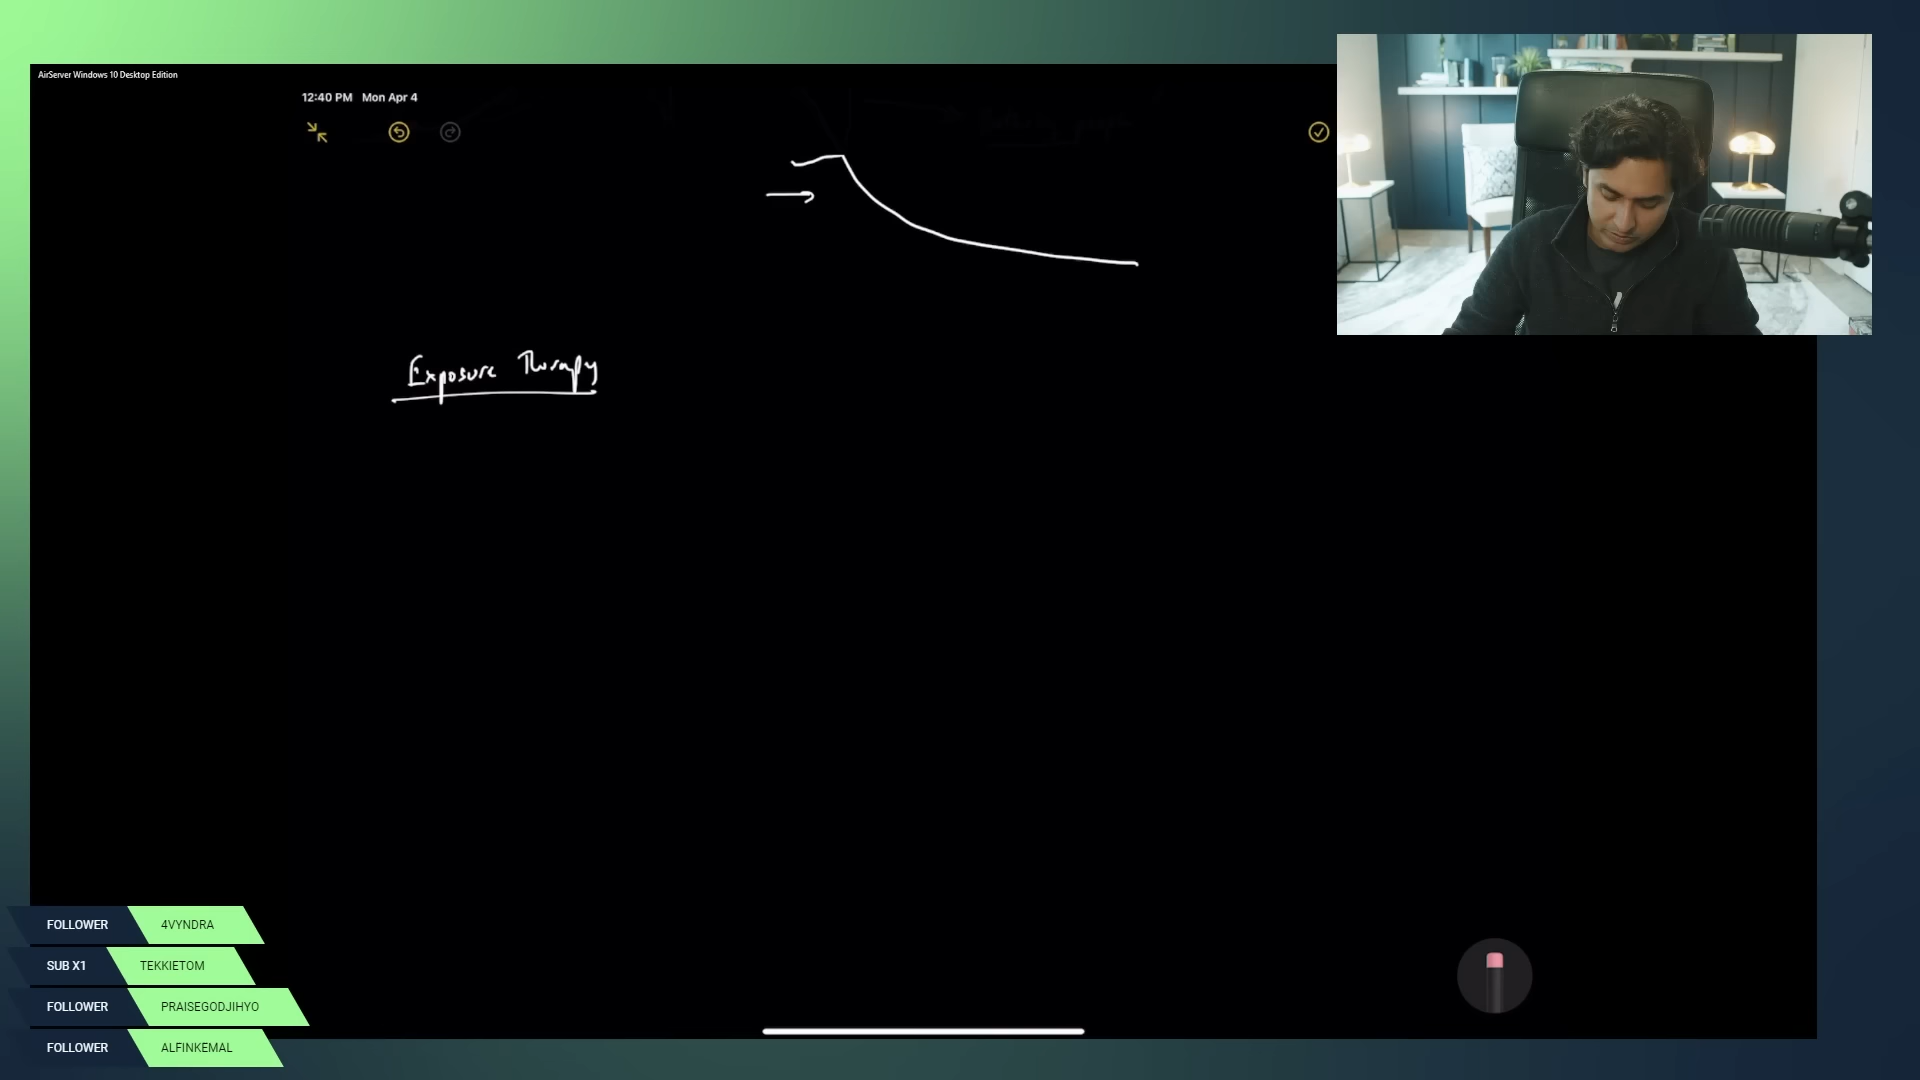 AirServer Windows 10 Desktop Edition
12:40 PM Mon Apr 4
Exposure Therapy
FOLLOWER 4VYNDRA
SUB X1 TEKKIETOM
FOLLOWER PRAISEGODJIHYO
FOLLOWER ALFINKEMAL